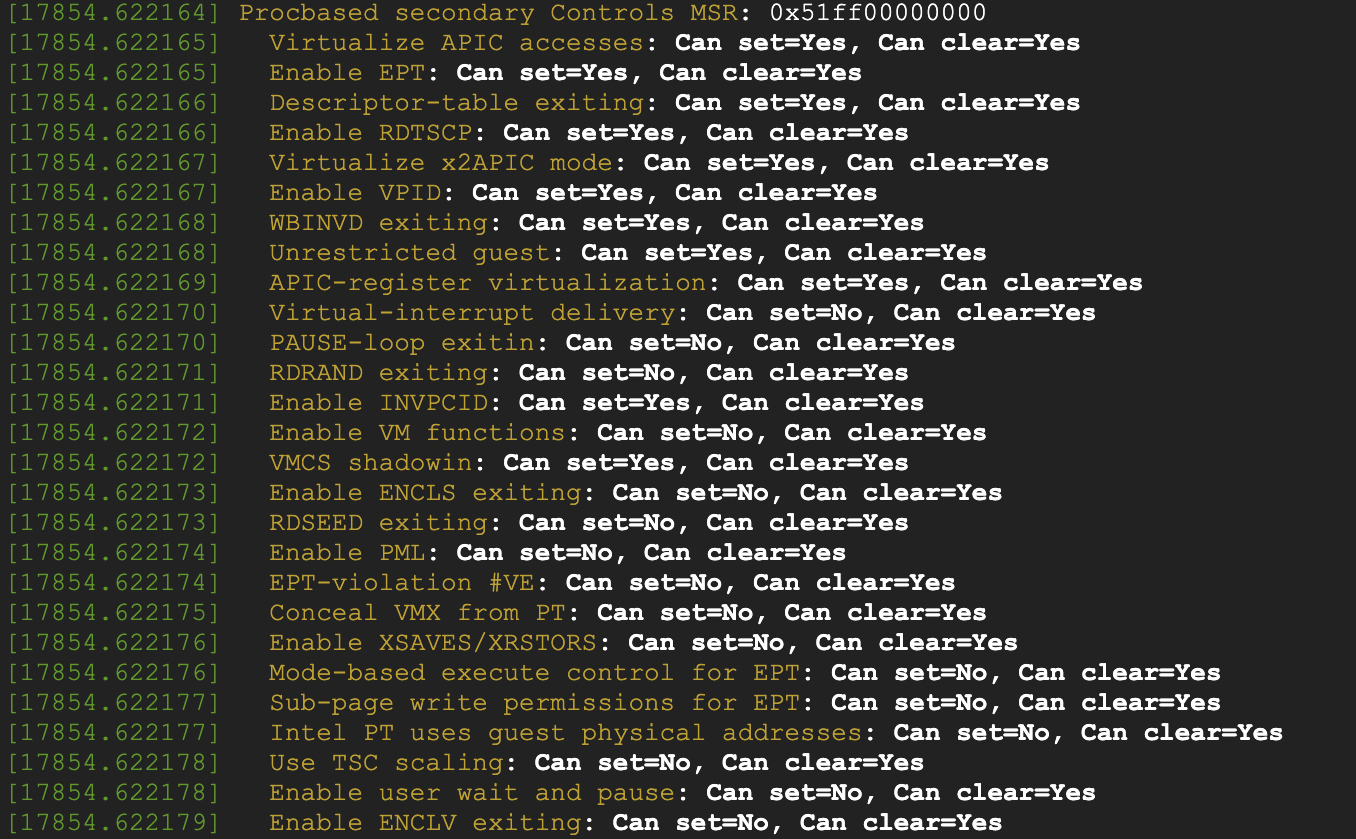 [17854.622164] Procbased secondary Controls MSR: 0x51ff00000000
[17854.622165] Virtualize APIC accesses: Can set=Yes, Can clear=Yes
[17854.622165] Enable EPT: Can set=Yes, Can clear=Yes
[17854.622166] Descriptor-table exiting: Can set=Yes, Can clear=Yes
[17854.622166] Enable RDTSCP: Can set=Yes, Can clear=Yes
[17854.622167] Virtualize x2APIC mode: Can set=Yes, Can clear=Yes
[17854.622167] Enable VPID: Can set=Yes, Can clear=Yes
[17854.622168] WBINVD exiting: Can set=Yes, Can clear=Yes
[17854.622168] Unrestricted guest: Can set=Yes, Can clear=Yes
[17854.622169] APIC-register virtualization: Can set=Yes, Can clear=Yes
[17854.622170] Virtual-interrupt delivery: Can set=No, Can clear=Yes
[17854.622170] PAUSE-loop exitin: Can set=No, Can clear=Yes
[17854.622171] RDRAND exiting: Can set=No, Can clear=Yes
[17854.622171] Enable INVPCID: Can set=Yes, Can clear=Yes
[17854.622172] Enable VM functions: Can set=No, Can clear=Yes
[17854.622172] VMCS shadowin: Can set=Yes, Can clear=Yes
[17854.622173] Enable ENCLS exiting: Can set=No, Can clear=Yes
[17854.622173] RDSEED exiting: Can set=No, Can clear=Yes
[17854.622174] Enable PML: Can set=No, Can clear=Yes
[17854.622174] EPT-violation #VE: Can set=No, Can clear=Yes
[17854.622175] Conceal VMX from PT: Can set=No, Can clear=Yes
[17854.622176] Enable XSAVES/XRSTORS: Can set=No, Can clear=Yes
[17854.622176] Mode-based execute control for EPT: Can set=No, Can clear=Yes
[17854.622177] Sub-page write permissions for EPT: Can set=No, Can clear=Yes
[17854.622177] Intel PT uses guest physical addresses: Can set=No, Can clear=Yes
[17854.622178] Use TSC scaling: Can set=No, Can clear=Yes
[17854.622178] Enable user wait and pause: Can set=No, Can clear=Yes
[17854.622179] Enable ENCLV exiting: Can set=No, Can clear=Yes